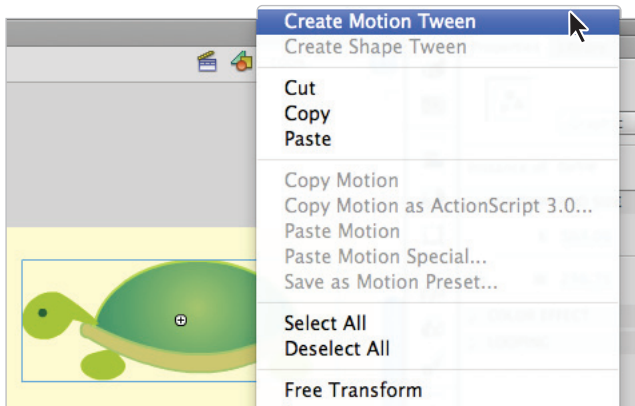 Create Motion Tween
Create Shape Tween
Cut
Copy
Paste
Copy Motion
Copy Motion as ActionScript 3.0...
Paste Motion
Paste Motion Special...
Save as Motion Preset...
Select All
Deselect All
Free Transform